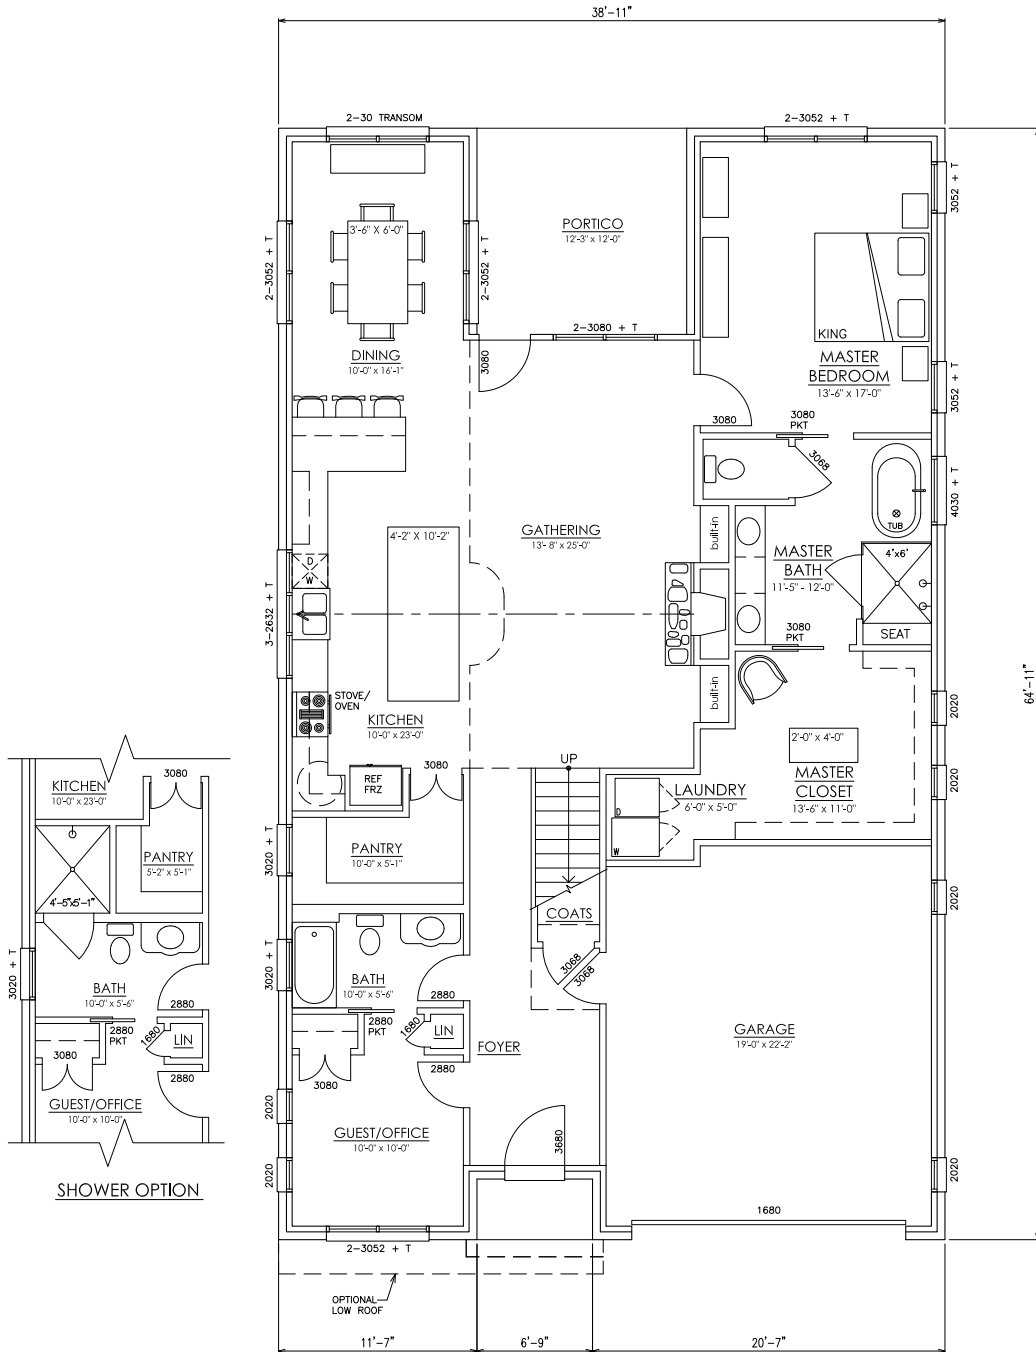 38'-11"
2-30 TRANSOM
2-3052 + T
3052 + T
PORTICO
12'-3" x 12'-0"
3'-6" X 6'-0"
2-3052 + T
2-3052 + T
2-3080 + T
KING
DINING
10'-0" x 16'-1"
3080
MASTER
BEDROOM
13'-6" x 17'-0"
3052 + T
3080
3080
PKT
3068
4030 + T
TUB
GATHERING
13'- 8" x 25'-0"
4'-2" X 10'-2"
built-in
MASTER
BATH
11'-5" - 12'-0"
4'x6'
D
W
3-2632 + T
SEAT
3080
PKT
64'-11"
built-in
STOVE/
OVEN
KITCHEN
10'-0" x 23'-0"
2020
2'-0" x 4'-0"
UP
REF
FRZ
3080
MASTER
CLOSET
13'-6" x 11'-0"
2020
LAUNDRY
6'-0" x 5'-0"
D
W
PANTRY
10'-0" x 5'-1"
3020 + T
2020
COATS
3068
3068
3020 + T
BATH
10'-0" x 5'-6"
2880
2880
PKT
1680
LIN
FOYER
2880
3080
GARAGE
19'-0" x 22'-2"
2020
GUEST/OFFICE
10'-0" x 10'-0"
3680
2020
2020
1680
2-3052 + T
OPTIONAL
LOW ROOF
11'-7"
6'-9"
20'-7"
KITCHEN
10'-0" x 23'-0"
3080
PANTRY
5'-2" x 5'-1"
4'-5"x5'-1"
3020 + T
BATH
10'-0" x 5'-6"
2880
2880
PKT
1680
LIN
3080
2880
GUEST/OFFICE
10'-0" x 10'-0"
SHOWER OPTION